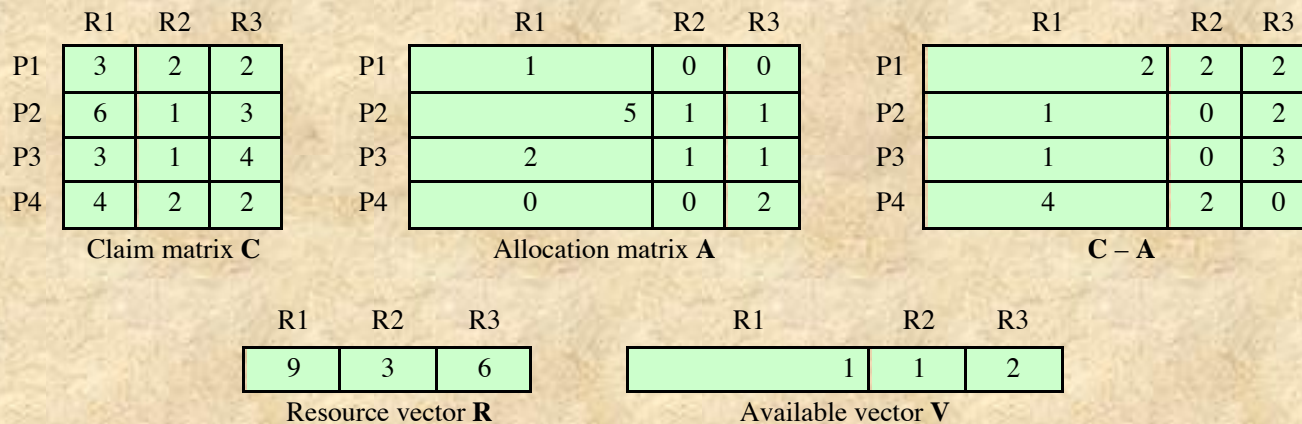 R1 R2 R3 R1 R2 R3 R1 R2 R3
P1 3 2 2 P1 1 0 0 P1 2 2 2
P2 6 1 3 P2 5 1 1 P2 1 0 2
P3 3 1 4 P3 2 1 1 P3 1 0 3
P4 4 2 2 P4 0 0 2 P4 4 2 0
Claim matrix C Allocation matrix A C – A
R1 R2 R3 R1 R2 R3
9 3 6 1 1 2
Resource vector R Available vector V